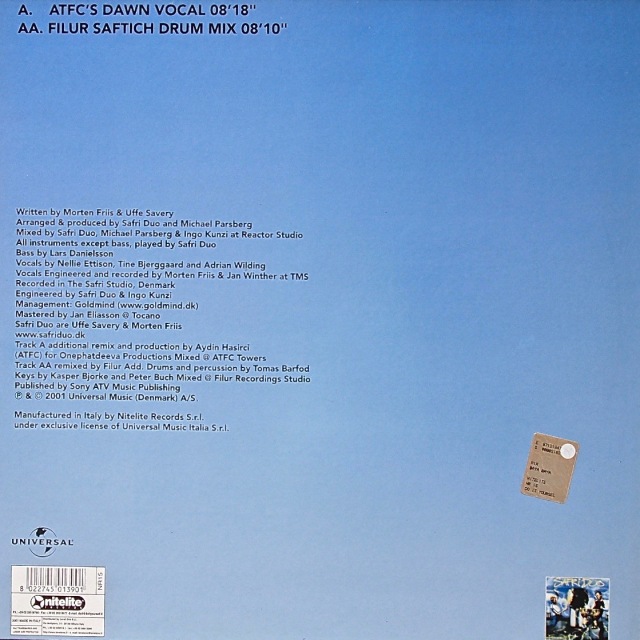 A. ATFC'S DAWN VOCAL 08'18"
AA. FILUR SAFTICH DRUM MIX 08'10"
Written by Morten Friis & Uffe Savery
Arranged & produced by Safri Duo and Michael Parsberg
Mixed by Safri Duo, Michael Parsberg & Ingo Kunzi at Reactor Studio
All instruments except bass, played by Safri Duo
Bass by Lars Danielsson
Vocals by Nellie Ettison, Tine Bjerggaard and Adrian Wilding
Vocals Engineered and recorded by Morten Friis & Jan Winther at TMS
Recorded in The Safri Studio, Denmark
Engineered by Safri Duo & Ingo Kunzi
Management: Goldmind (www.goldmind.dk)
Mastered by Jan Eliasson @ Tocano
Safri Duo are Uffe Savery & Morten Friis
www.safriduo.dk
Track A additional remix and production by Aydin Hasirci
(ATFC) for Onephatdeeva Productions Mixed @ ATFC Towers
Track AA remixed by Filur Add. Drums and percussion by Tomas Barfod
Keys by Kasper Bjorke and Peter Buch Mixed @ Filur Recordings Studio
Published by Sony ATV Music Publishing
℗ & © 2001 Universal Music (Denmark) A/S.
Manufactured in Italy by Nitelite Records S.r.l.
under exclusive license of Universal Music Italia S.r.l.
UNIVERSAL
8 022745 013901
NR15
nitelite
SAFRI DUO